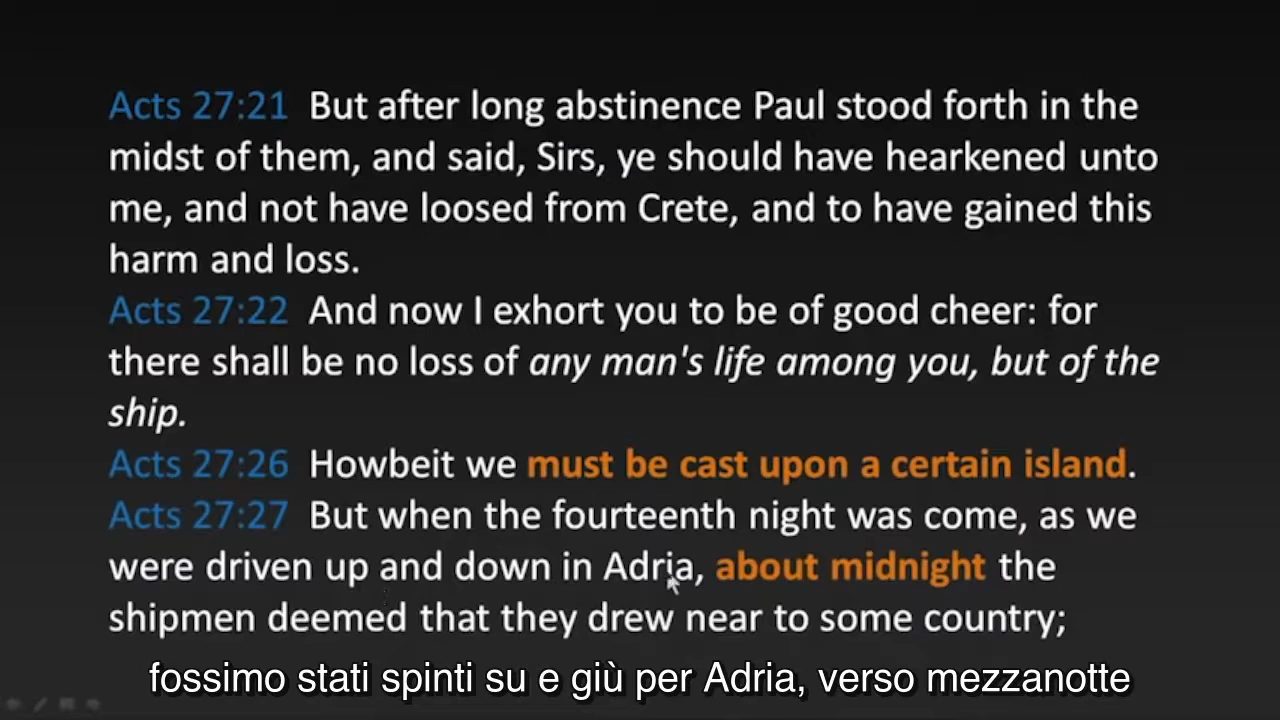 Acts 27:21 But after long abstinence Paul stood forth in the
midst of them, and said, Sirs, ye should have hearkened unto
me, and not have loosed from Crete, and to have gained this
harm and loss.
Acts 27:22 And now I exhort you to be of good cheer: for
there shall be no loss of any man's life among you, but of the
ship.
Acts 27:26 Howbeit we must be cast upon a certain island.
Acts 27:27 But when the fourteenth night was come, as we
were driven up and down in Adria, about midnight the
shipmen deemed that they drew near to some country;
fossimo stati spinti su e giù per Adria, verso mezzanotte